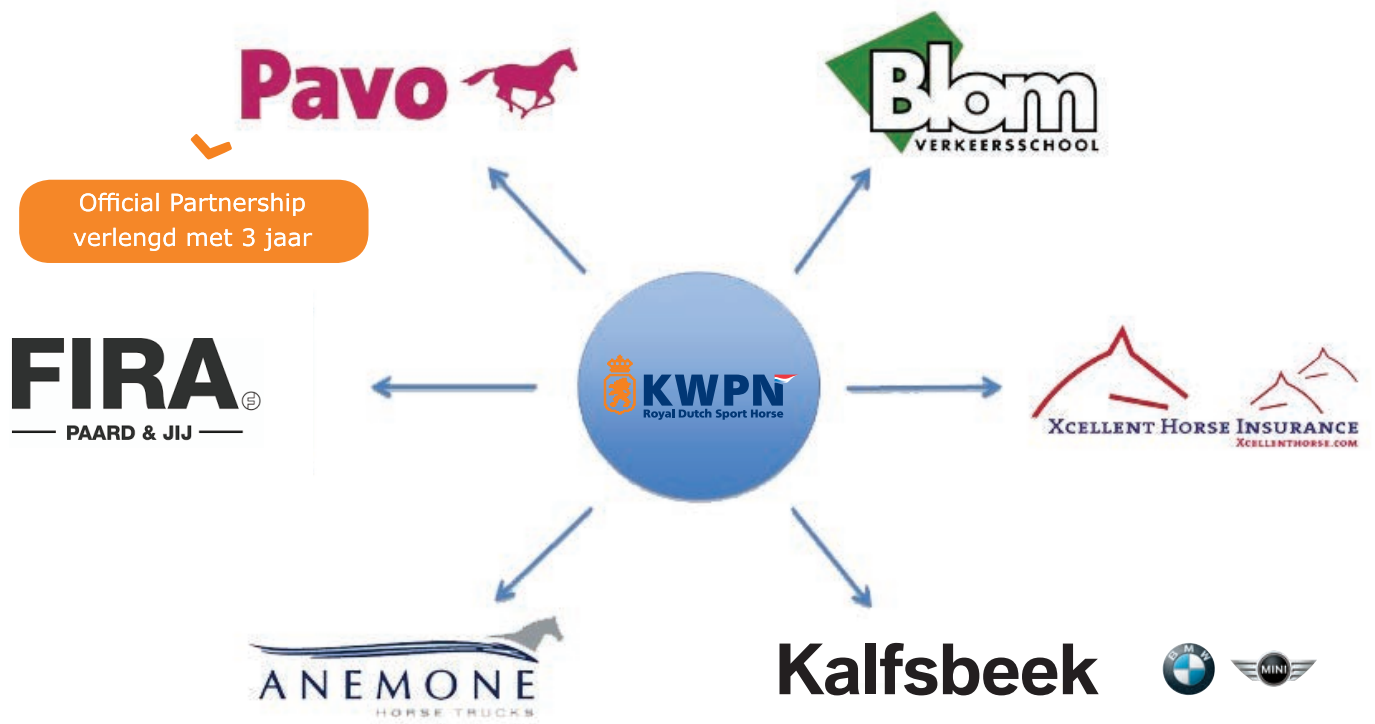 Pavo
Blom
VERKEERSSCHOOL
Official Partnership
verlengd met 3 jaar
FIRA
PAARD & JIJ
KWPN
Royal Dutch Sport Horse
XCELLENT HORSE INSURANCE
XCELLENTHORSE.COM
ANEMONE
HORSE TRUCKS
Kalfsbeek
BMW
MINI